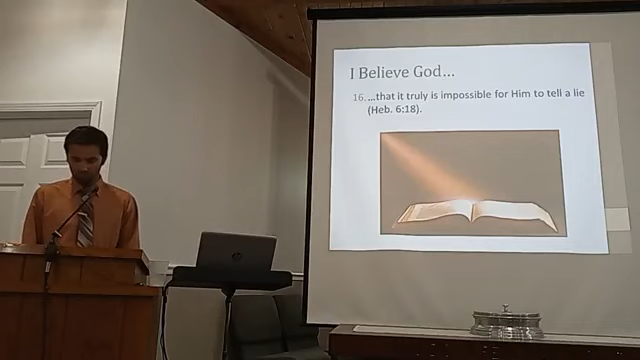 I Believe God...
16. ...that it truly is impossible for Him to tell a lie
(Heb. 6:18).